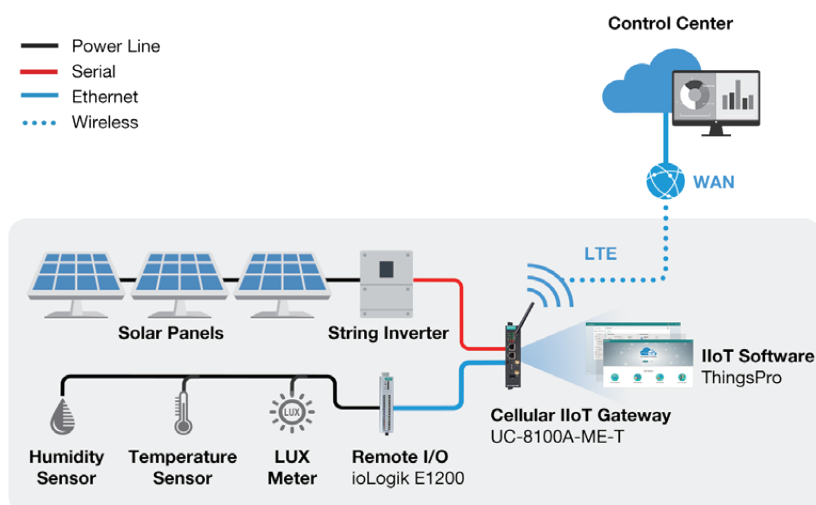 Control Center
Power Line
Serial
Ethernet
Wireless
WAN
LTE
Solar Panels
String Inverter
IIoT Software
ThingsPro
Cellular IIoT Gateway
UC-8100A-ME-T
LUX
Humidity
Sensor
Temperature
Sensor
LUX
Meter
Remote I/O
ioLogik E1200